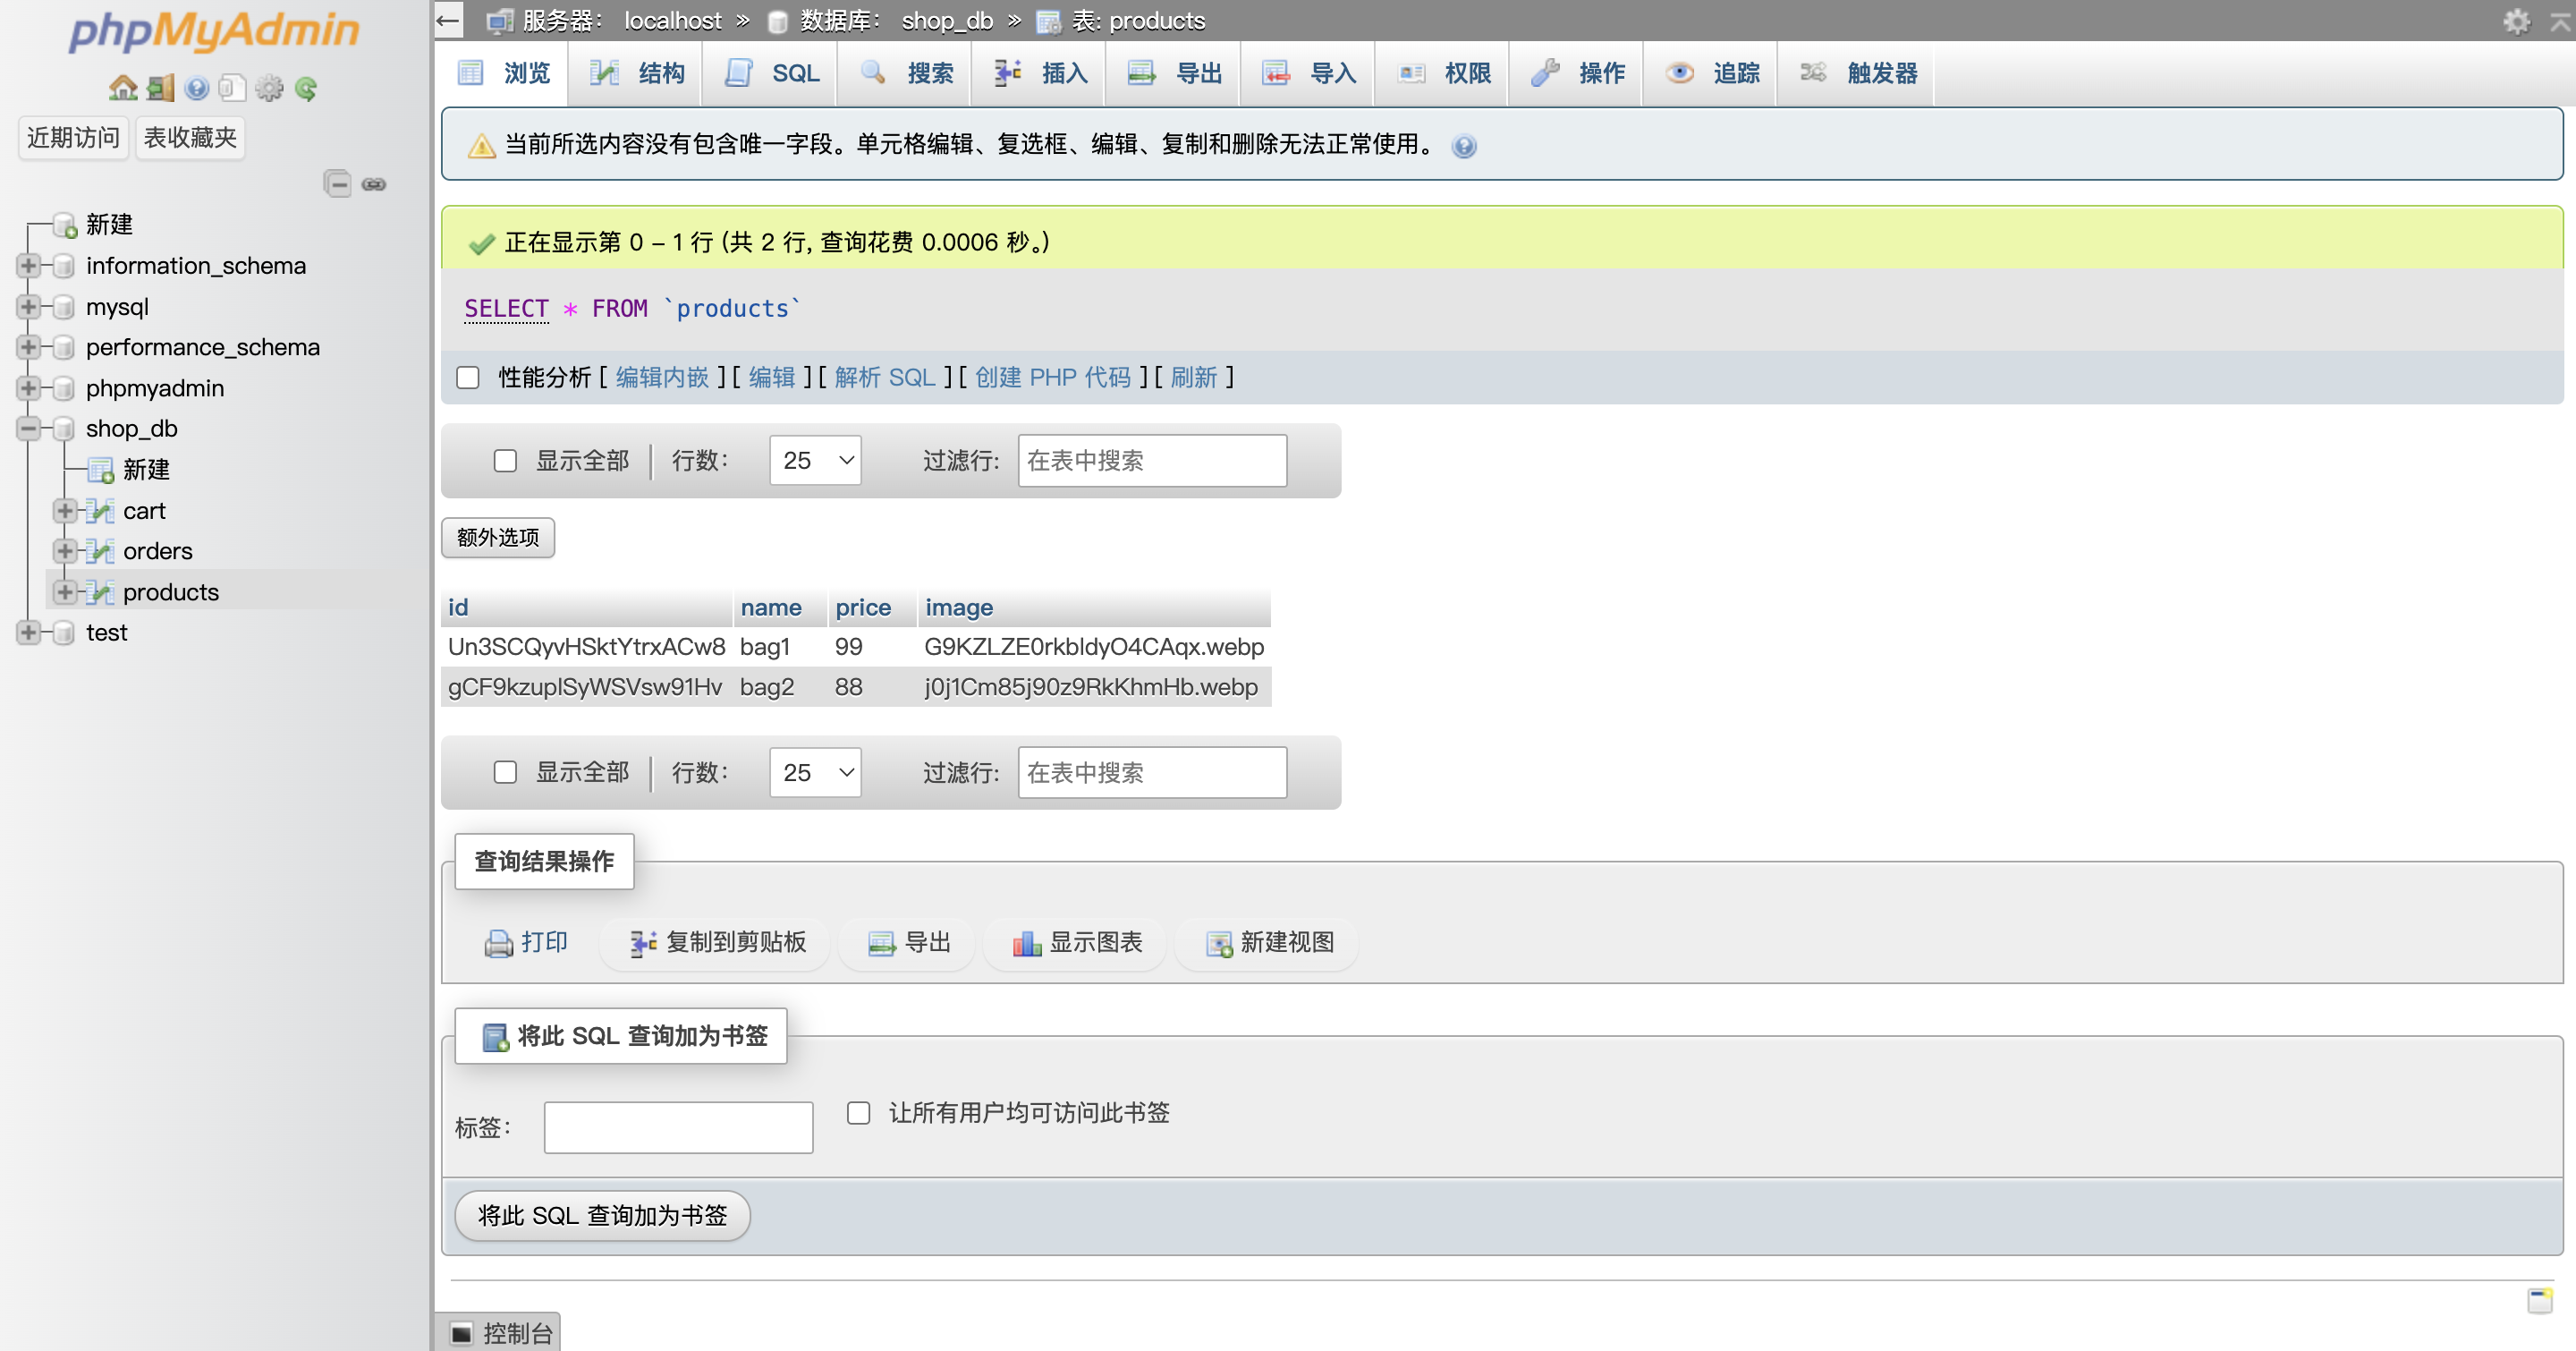 phpMyAdmin
近期访问 表收藏夹
新建
information_schema
mysql
performance_schema
phpmyadmin
shop_db
新建
cart
orders
products
test
服务器： localhost » 数据库： shop_db » 表: products
浏览 结构 SQL 搜索 插入 导出 导入 权限 操作 追踪 触发器
当前所选内容没有包含唯一字段。单元格编辑、复选框、编辑、复制和删除无法正常使用。
正在显示第 0 - 1 行 (共 2 行, 查询花费 0.0006 秒。)
SELECT * FROM `products`
性能分析 [ 编辑内嵌 ] [ 编辑 ] [ 解析 SQL ] [ 创建 PHP 代码 ] [ 刷新 ]
显示全部 | 行数： 25 过滤行: 在表中搜索
额外选项
id name price image
Un3SCQyvHSktYtrxACw8 bag1 99 G9KZLZE0rkbldyO4CAqx.webp
gCF9kzuplSyWSVsw91Hv bag2 88 j0j1Cm85j90z9RkKhmHb.webp
显示全部 | 行数： 25 过滤行: 在表中搜索
查询结果操作
打印 复制到剪贴板 导出 显示图表 新建视图
将此 SQL 查询加为书签
标签： 让所有用户均可访问此书签
将此 SQL 查询加为书签
控制台